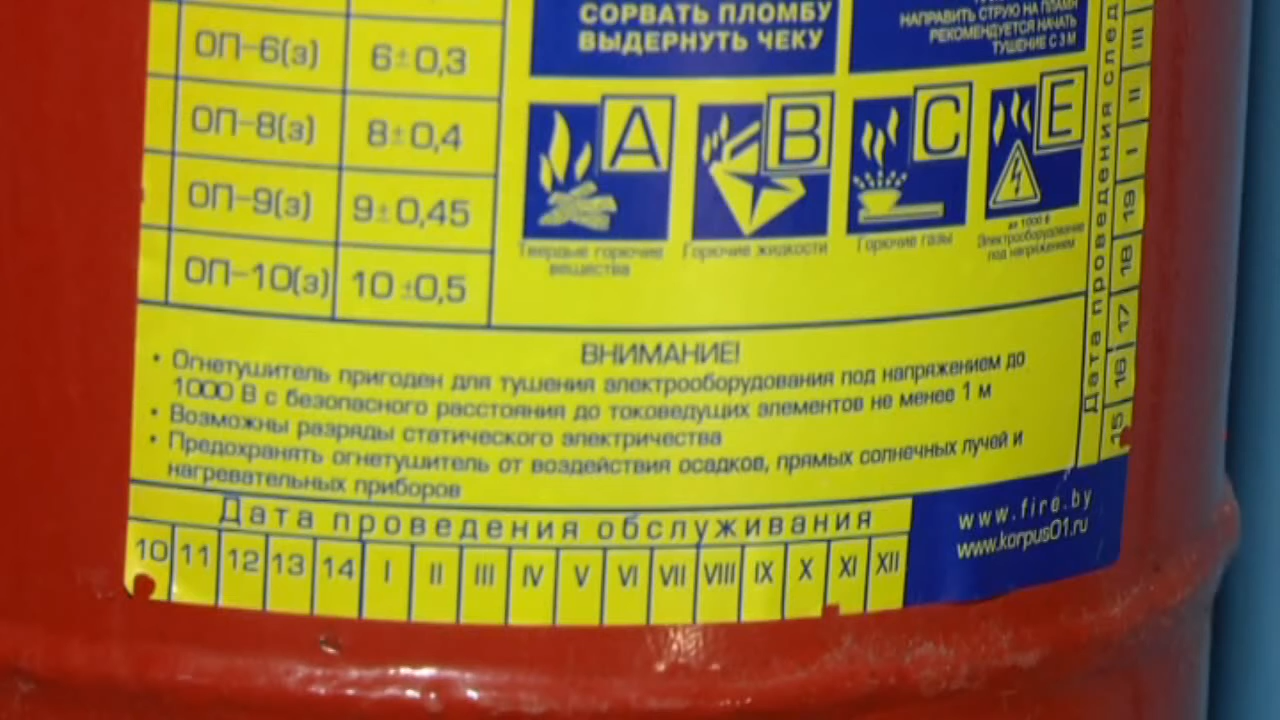 СОРВАТЬ ПЛОМБУ
ВЫДЕРНУТЬ ЧЕКУ
НАПРАВИТЬ СТРУЮ НА ПЛАМЯ
РЕКОМЕНДУЕТСЯ НАЧАТЬ
ТУШЕНИЕ С 3 М
ОП-6(з) 6±0,3
ОП-8(з) 8±0,4
ОП-9(з) 9±0,45
ОП-10(з) 10±0,5
A
B
C
E
Твердые горючие
вещества
Горючие жидкости
Горючие газы
до 1000 В
Электрооборудование
под напряжением
ВНИМАНИЕ!
• Огнетушитель пригоден для тушения электрооборудования под напряжением до
1000 В с безопасного расстояния до токоведущих элементов не менее 1 м
• Возможны разряды статического электричества
• Предохранять огнетушитель от воздействия осадков, прямых солнечных лучей и
нагревательных приборов
Дата проведения обслуживания
10 11 12 13 14 I II III IV V VI VII VIII IX X XI XII
www.fire.by
www.korpus01.ru
Дата проведения след
15 16 17 18 19 I II III